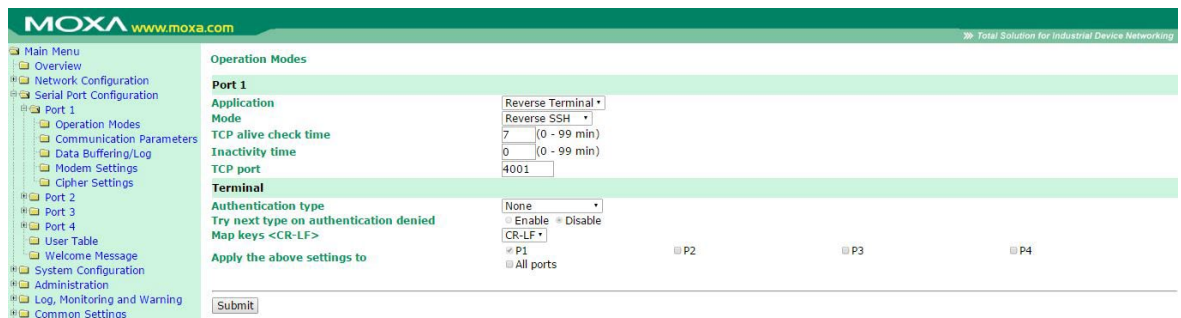 MOXA www.moxa.com
Total Solution for Industrial Device Networking
Main Menu
Overview
Network Configuration
Serial Port Configuration
Port 1
Operation Modes
Communication Parameters
Data Buffering/Log
Modem Settings
Cipher Settings
Port 2
Port 3
Port 4
User Table
Welcome Message
System Configuration
Administration
Log, Monitoring and Warning
Common Settings
Operation Modes
Port 1
Application Reverse Terminal
Mode Reverse SSH
TCP alive check time 7 (0 - 99 min)
Inactivity time 0 (0 - 99 min)
TCP port 4001
Terminal
Authentication type None
Try next type on authentication denied Enable Disable
Map keys <CR-LF> CR-LF
Apply the above settings to P1 P2 P3 P4
All ports
Submit